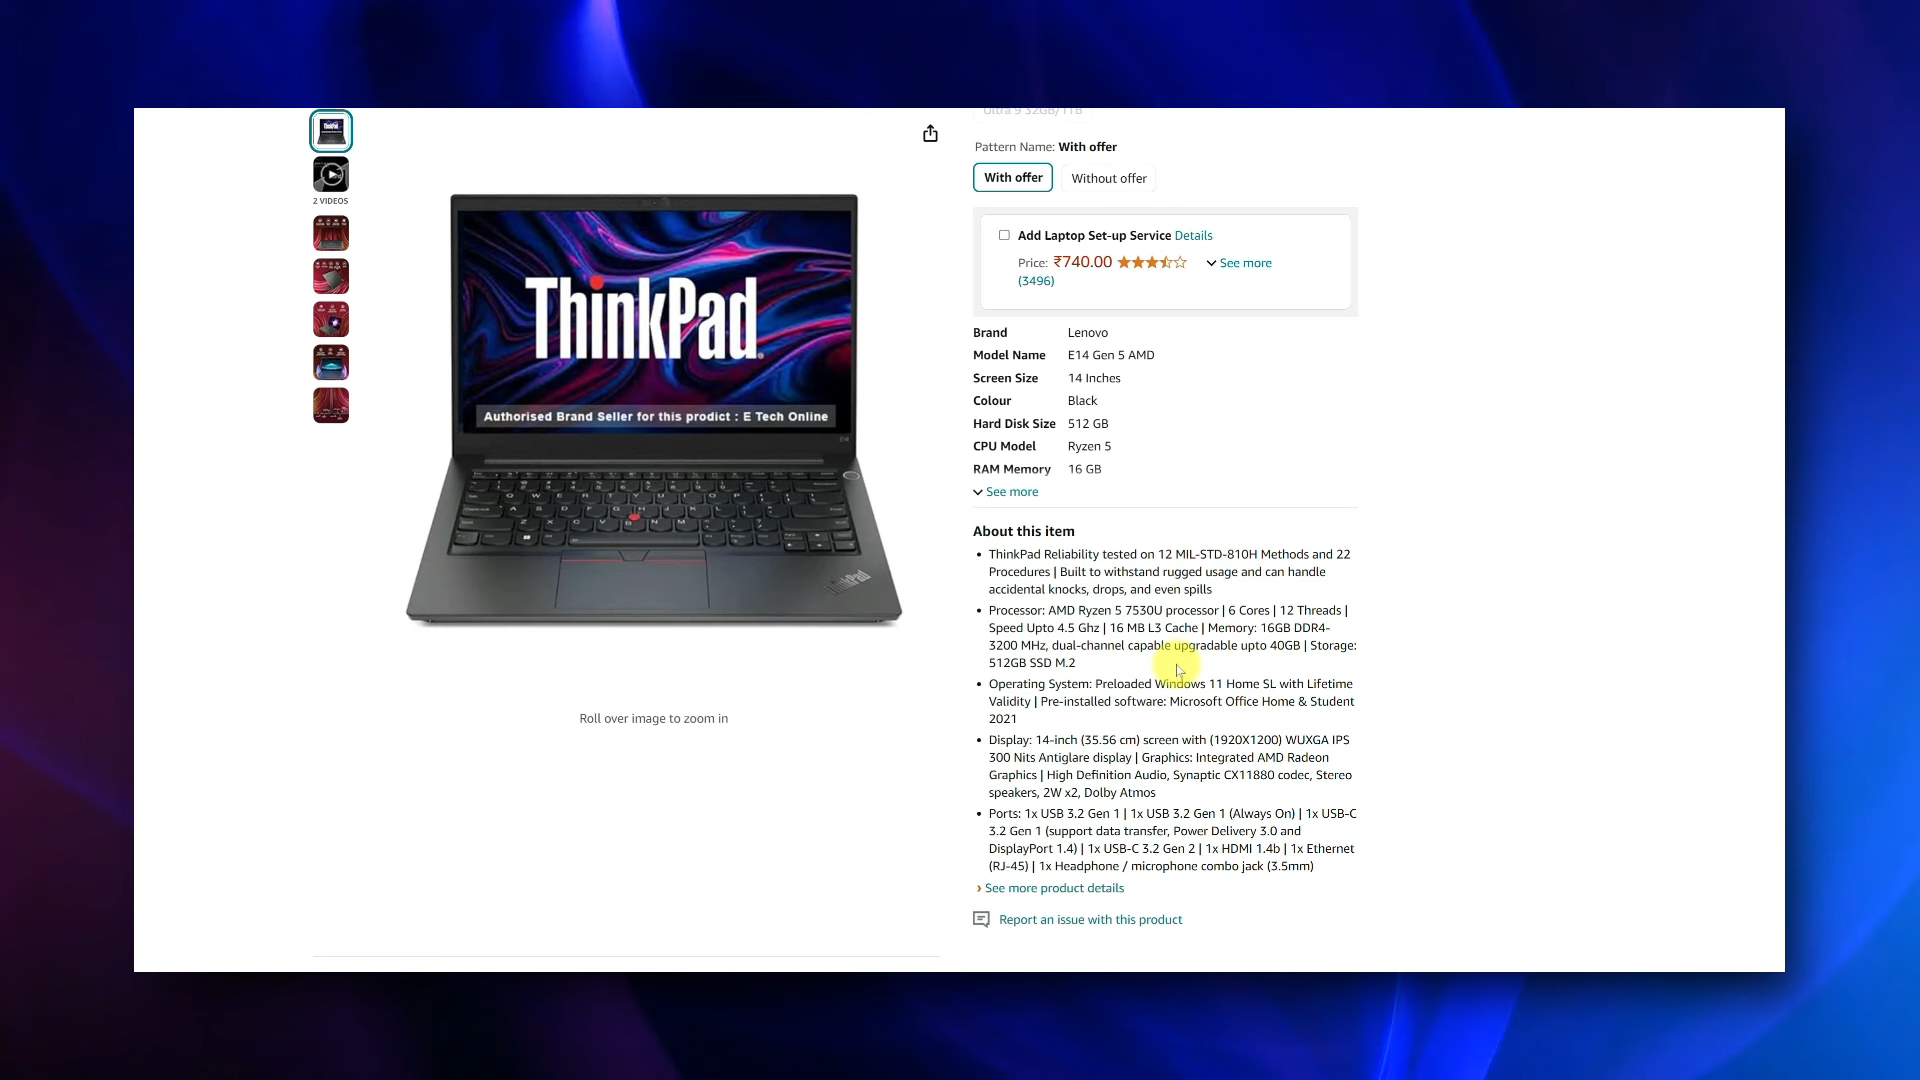 Ultra 9 32GB/1TB
Pattern Name: With offer
With offer
Without offer
2 VIDEOS
Add Laptop Set-up Service Details
Price: ₹740.00
See more
(3496)
ThinkPad
Authorised Brand Seller for this prodict : E Tech Online
ThinkPad
Brand Lenovo
Model Name E14 Gen 5 AMD
Screen Size 14 Inches
Colour Black
Hard Disk Size 512 GB
CPU Model Ryzen 5
RAM Memory 16 GB
See more
About this item
ThinkPad Reliability tested on 12 MIL-STD-810H Methods and 22
Procedures | Built to withstand rugged usage and can handle
accidental knocks, drops, and even spills
Processor: AMD Ryzen 5 7530U processor | 6 Cores | 12 Threads |
Speed Upto 4.5 Ghz | 16 MB L3 Cache | Memory: 16GB DDR4-
3200 MHz, dual-channel capable upgradable upto 40GB | Storage:
512GB SSD M.2
Operating System: Preloaded Windows 11 Home SL with Lifetime
Validity | Pre-installed software: Microsoft Office Home & Student
2021
Display: 14-inch (35.56 cm) screen with (1920X1200) WUXGA IPS
300 Nits Antiglare display | Graphics: Integrated AMD Radeon
Graphics | High Definition Audio, Synaptic CX11880 codec, Stereo
speakers, 2W x2, Dolby Atmos
Ports: 1x USB 3.2 Gen 1 | 1x USB 3.2 Gen 1 (Always On) | 1x USB-C
3.2 Gen 1 (support data transfer, Power Delivery 3.0 and
DisplayPort 1.4) | 1x USB-C 3.2 Gen 2 | 1x HDMI 1.4b | 1x Ethernet
(RJ-45) | 1x Headphone / microphone combo jack (3.5mm)
› See more product details
Report an issue with this product
Roll over image to zoom in